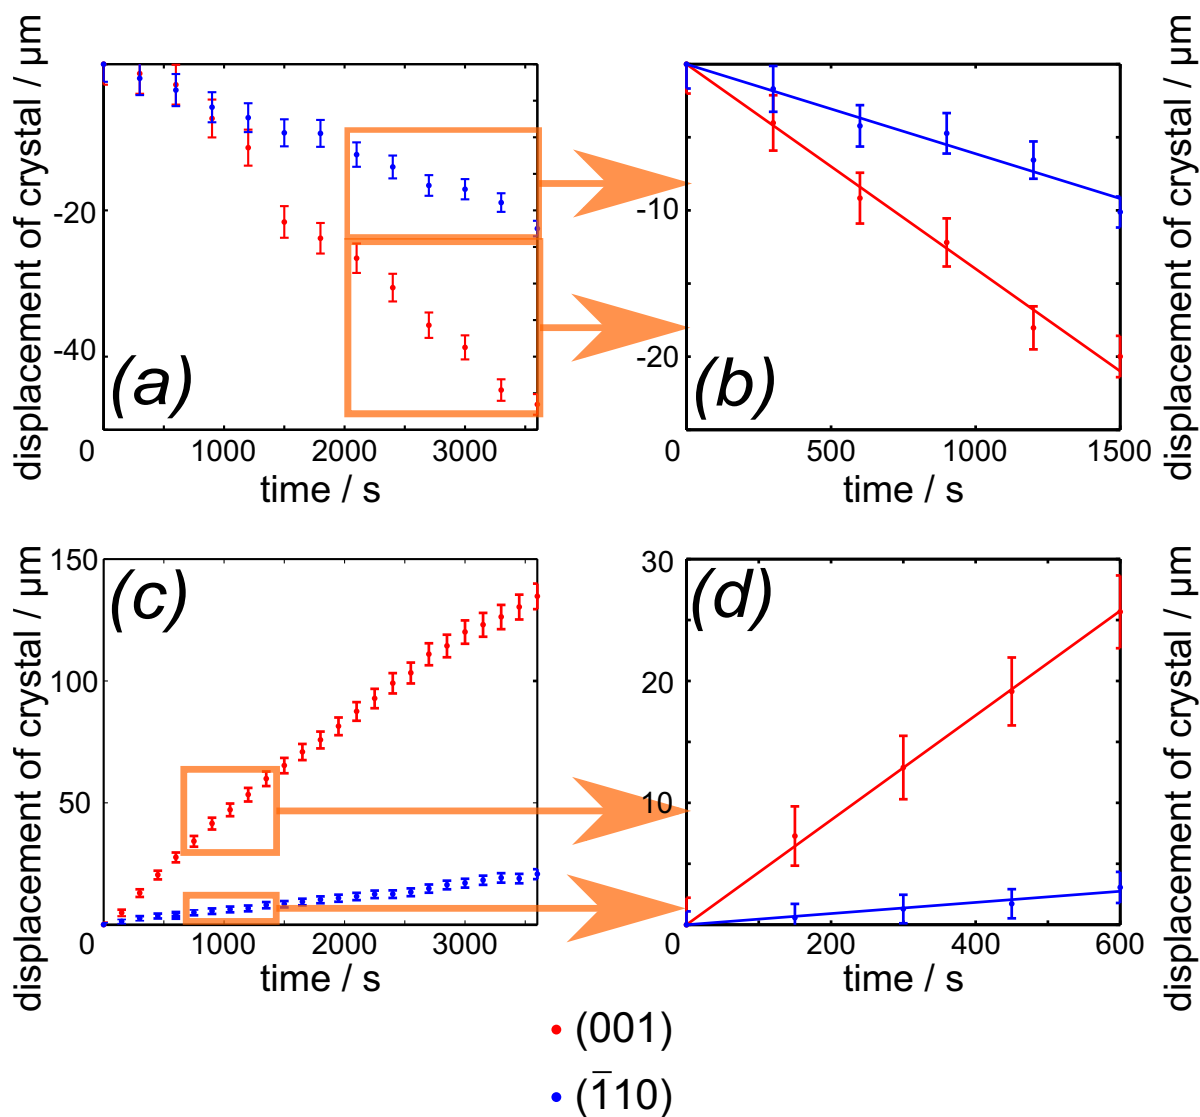 displacement of crystal / µm
-20
-40
(a)
0
1000
2000
3000
time / s
displacement of crystal / µm
-10
-20
(b)
0
500
1000
1500
time / s
displacement of crystal / µm
150
100
50
(c)
0
1000
2000
3000
time / s
displacement of crystal / µm
30
20
10
(d)
0
200
400
600
time / s
(001)
(1̅10)